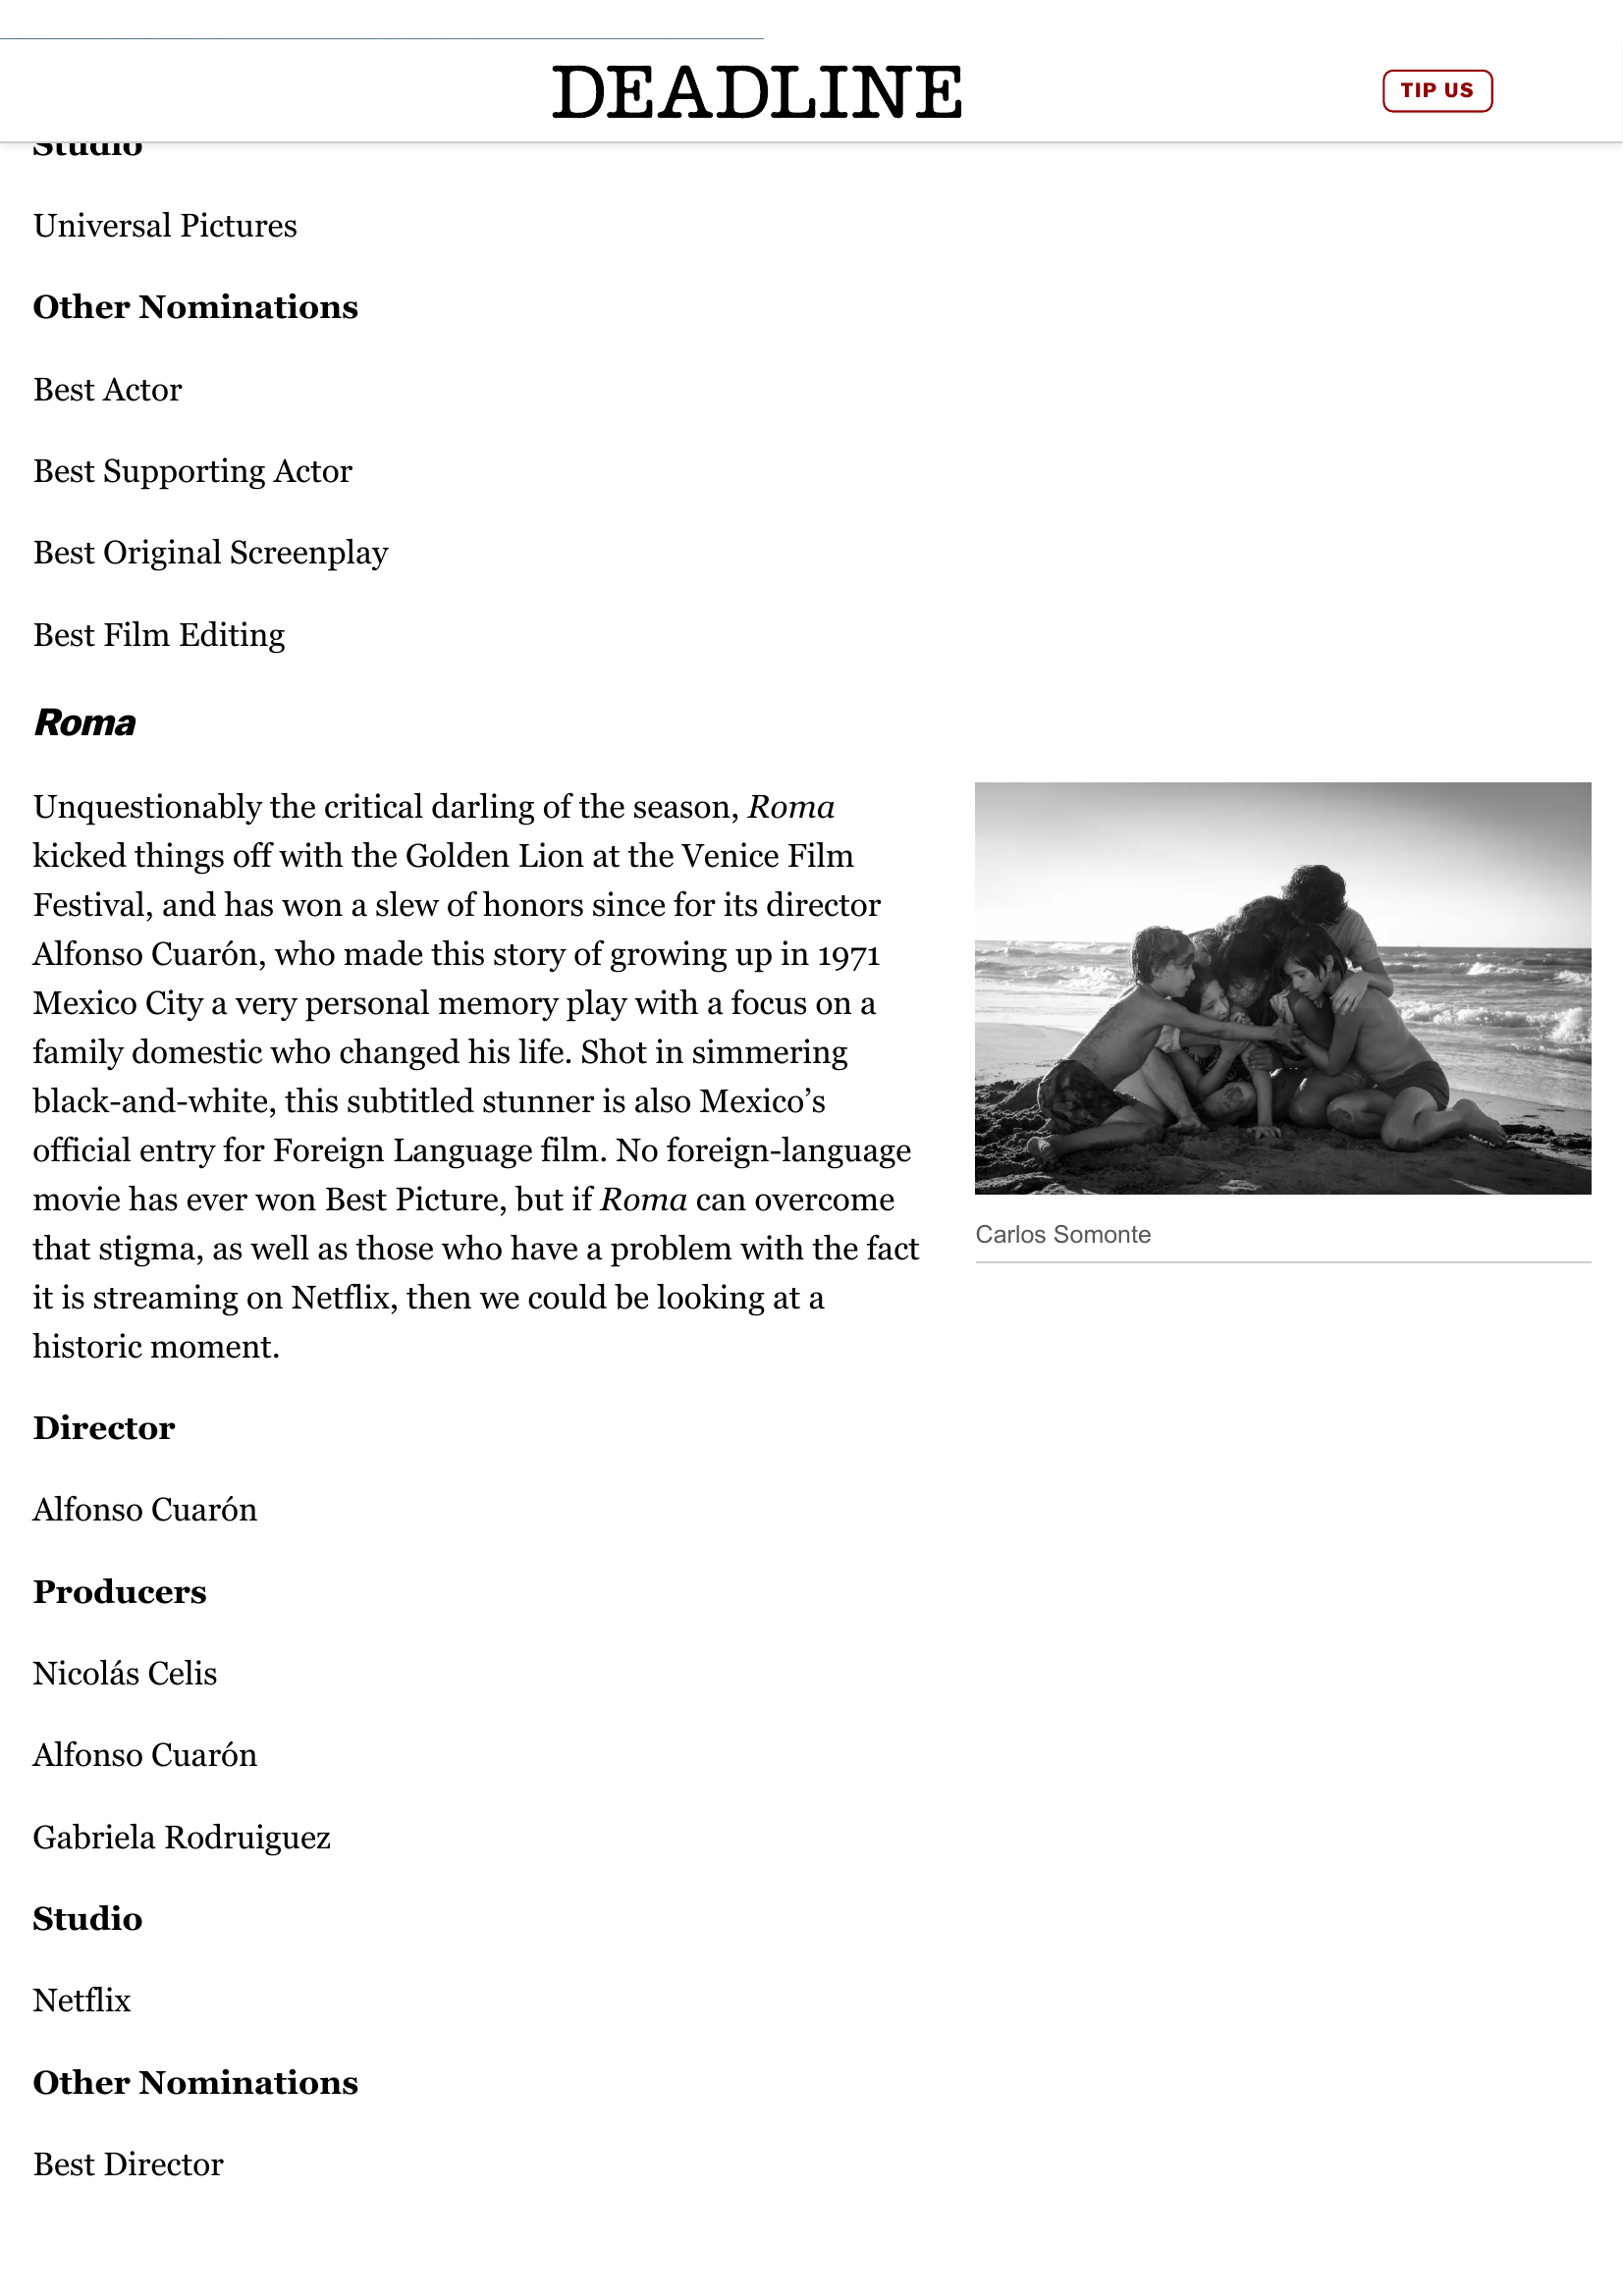 DEADLINE
TIP US
Studio
Universal Pictures
Other Nominations
Best Actor
Best Supporting Actor
Best Original Screenplay
Best Film Editing
Roma
Unquestionably the critical darling of the season, Roma
kicked things off with the Golden Lion at the Venice Film
Festival, and has won a slew of honors since for its director
Alfonso Cuarón, who made this story of growing up in 1971
Mexico City a very personal memory play with a focus on a
family domestic who changed his life. Shot in simmering
black-and-white, this subtitled stunner is also Mexico’s
official entry for Foreign Language film. No foreign-language
movie has ever won Best Picture, but if Roma can overcome
that stigma, as well as those who have a problem with the fact
it is streaming on Netflix, then we could be looking at a
historic moment.
Carlos Somonte
Director
Alfonso Cuarón
Producers
Nicolás Celis
Alfonso Cuarón
Gabriela Rodruiguez
Studio
Netflix
Other Nominations
Best Director